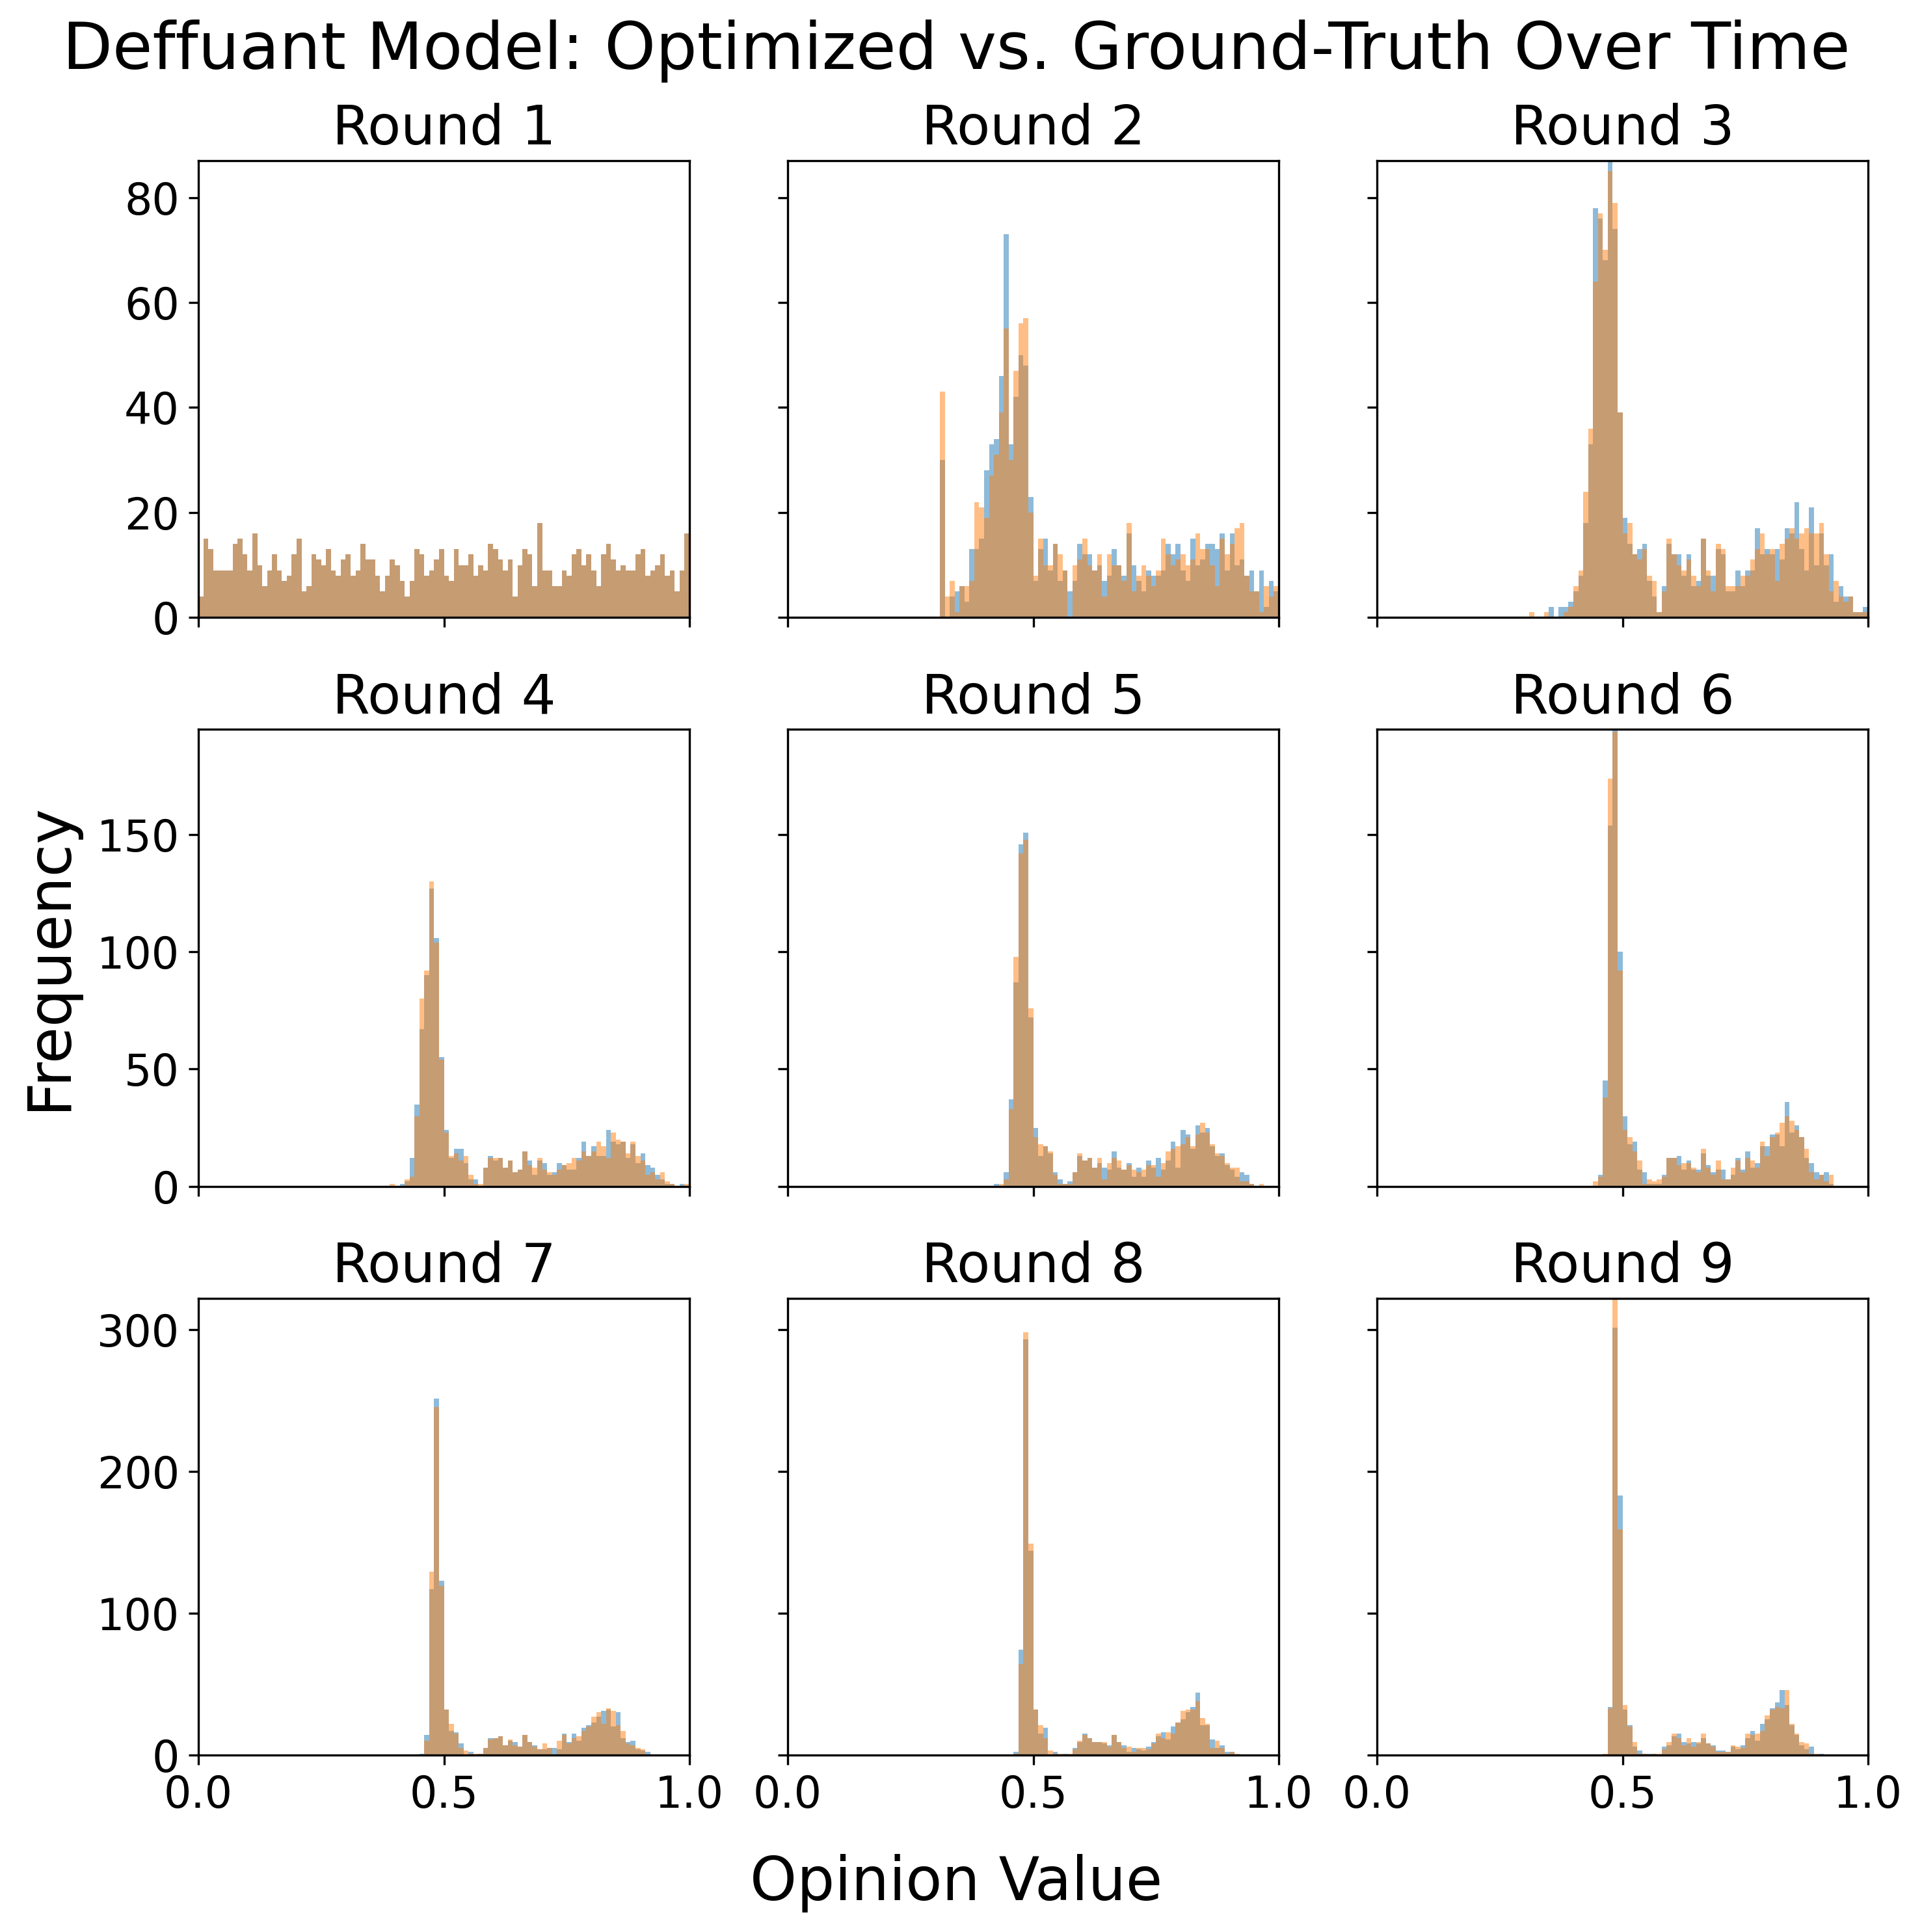 Deffuant Model: Optimized vs. Ground-Truth Over Time
Round 1
Round 2
Round 3
80
60
40
20
0
Round 4
Round 5
Round 6
Frequency
150
100
50
0
Round 7
Round 8
Round 9
300
200
100
0
0.0 0.5 1.0
0.0 0.5 1.0
0.0 0.5 1.0
Opinion Value